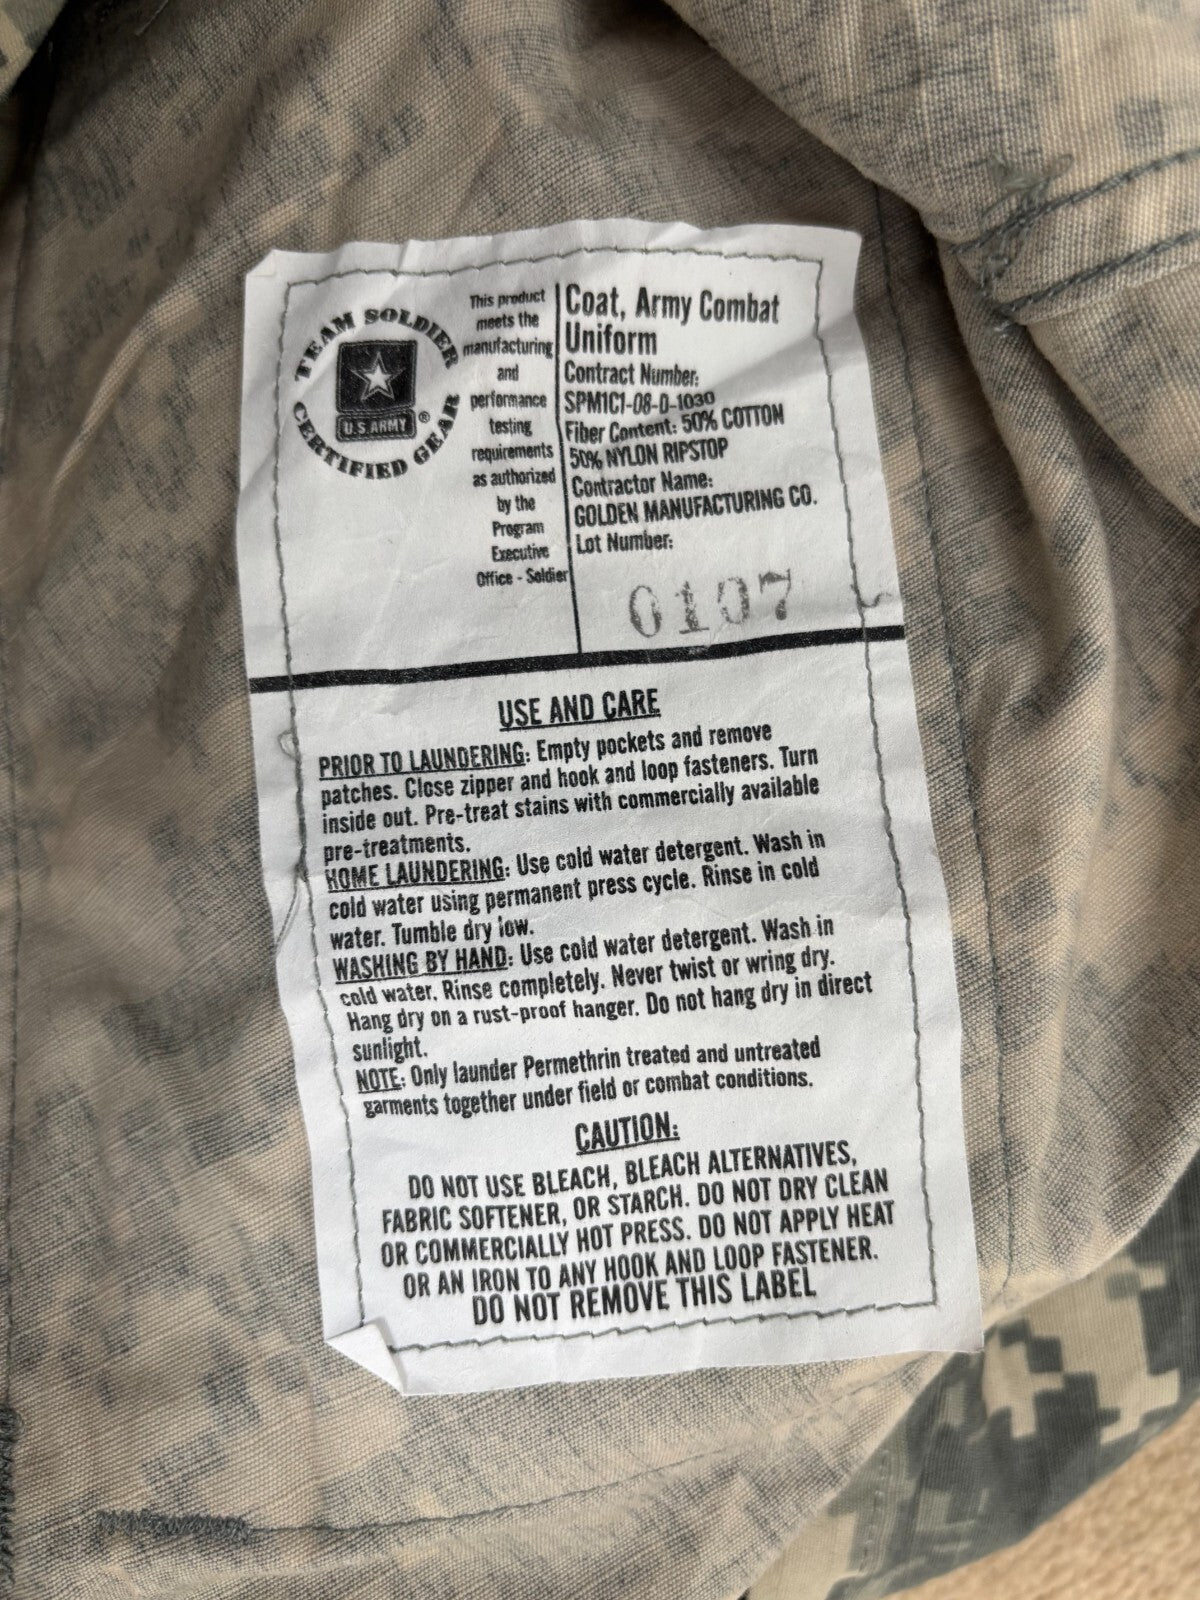 TEAM SOLDIER
CERTIFIED GEAR
U.S. ARMY ®
This product
meets the
manufacturing
and
performance
testing
requirements
as authorized
by the
Program
Executive
Office - Soldier
Coat, Army Combat
Uniform
Contract Number:
SPM1C1-08-D-1030
Fiber Content: 50% COTTON
50% NYLON RIPSTOP
Contractor Name:
GOLDEN MANUFACTURING CO.
Lot Number:
0107
USE AND CARE
PRIOR TO LAUNDERING: Empty pockets and remove
patches. Close zipper and hook and loop fasteners. Turn
inside out. Pre-treat stains with commercially available
pre-treatments.
HOME LAUNDERING: Use cold water detergent. Wash in
cold water using permanent press cycle. Rinse in cold
water. Tumble dry low.
WASHING BY HAND: Use cold water detergent. Wash in
cold water. Rinse completely. Never twist or wring dry.
Hang dry on a rust-proof hanger. Do not hang dry in direct
sunlight.
NOTE: Only launder Permethrin treated and untreated
garments together under field or combat conditions.
CAUTION:
DO NOT USE BLEACH, BLEACH ALTERNATIVES,
FABRIC SOFTENER, OR STARCH. DO NOT DRY CLEAN
OR COMMERCIALLY HOT PRESS. DO NOT APPLY HEAT
OR AN IRON TO ANY HOOK AND LOOP FASTENER.
DO NOT REMOVE THIS LABEL